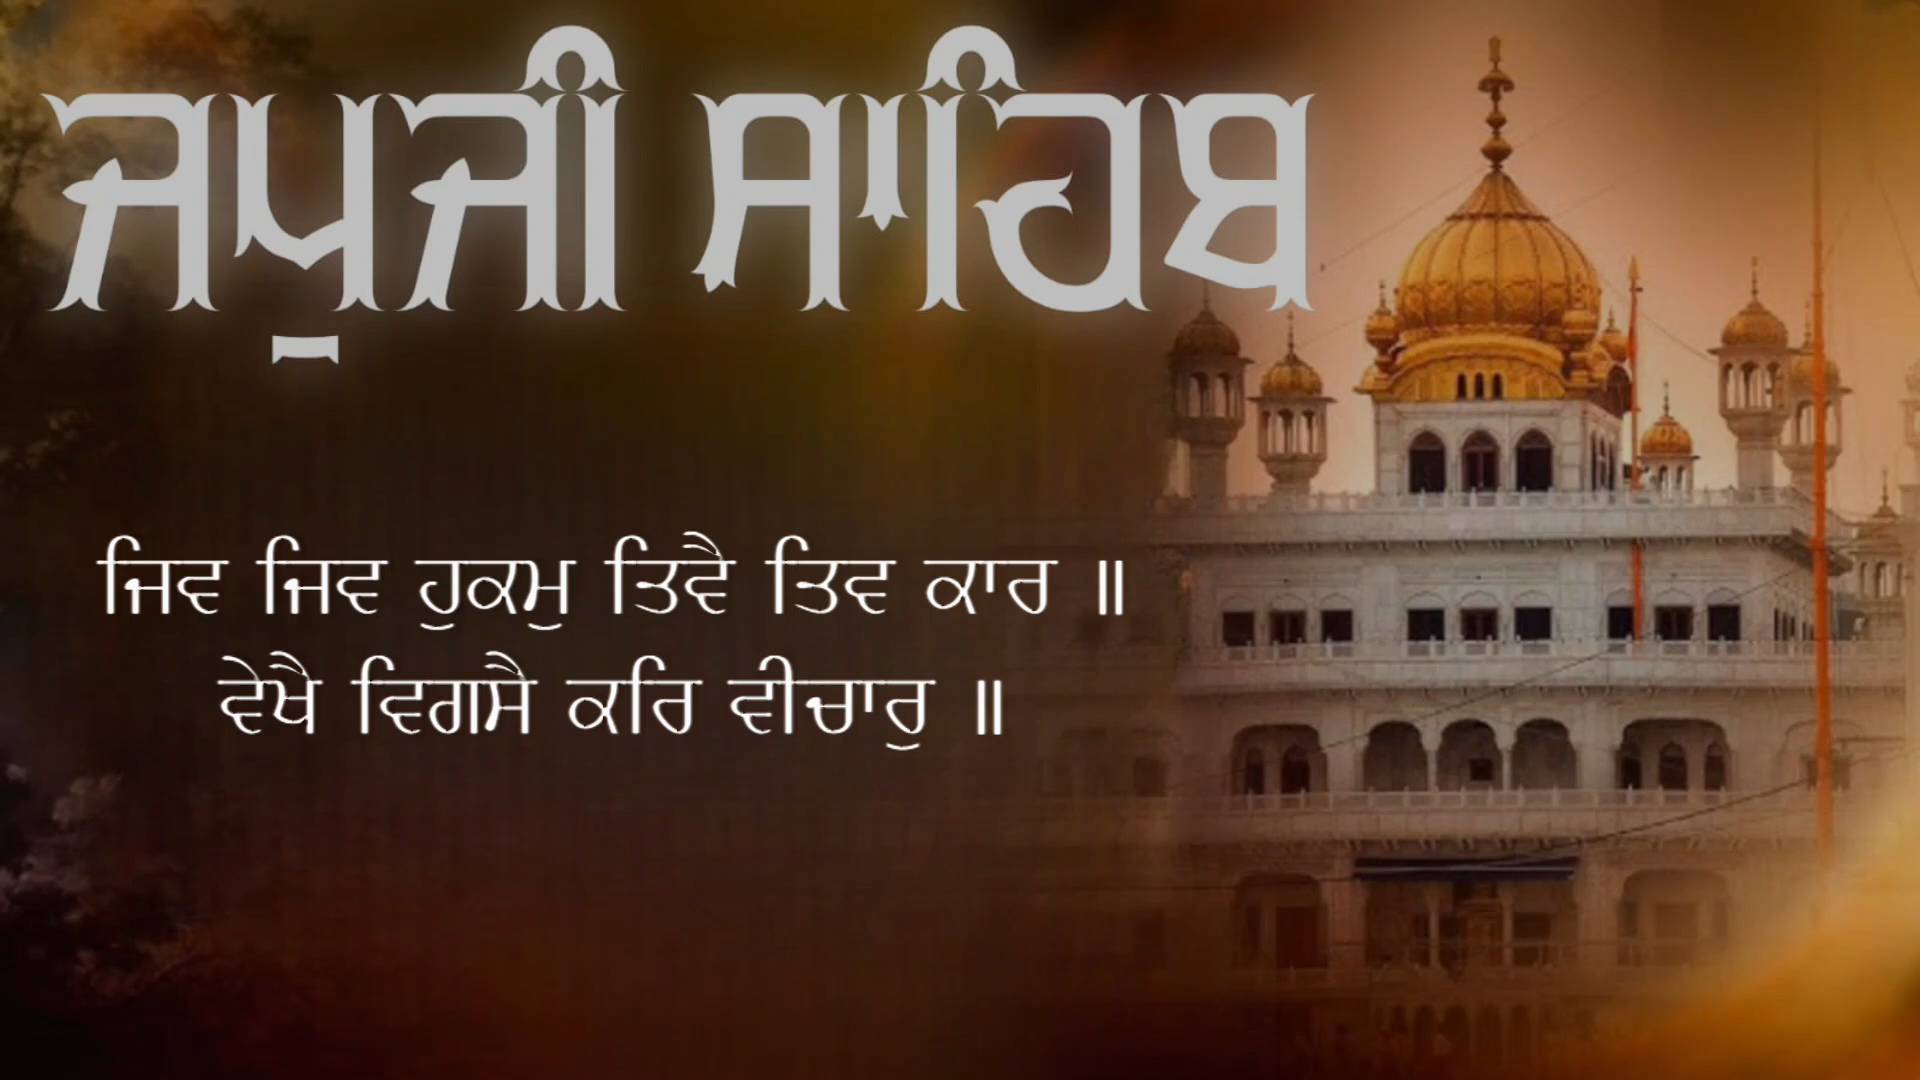 ਜਪੁਜੀ ਸਾਹਿਬ
ਜਿਵ ਜਿਵ ਹੁਕਮੁ ਤਿਵੈ ਤਿਵ ਕਾਰ ॥
ਵੇਖੈ ਵਿਗਸੈ ਕਰਿ ਵੀਚਾਰੁ ॥